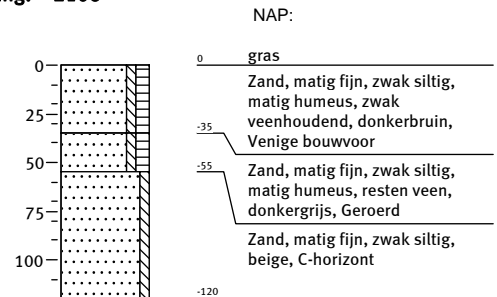 NAP:
0 gras
0
Zand, matig fijn, zwak siltig,
matig humeus, zwak
veenhoudend, donkerbruin,
Venige bouwvoor
25
-35
50
-55
Zand, matig fijn, zwak siltig,
matig humeus, resten veen,
donkergrijs, Geroerd
75
Zand, matig fijn, zwak siltig,
beige, C-horizont
100
-120